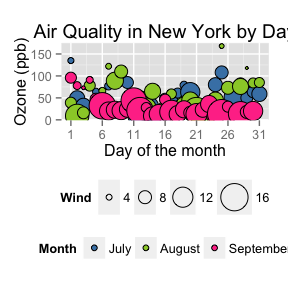 Air Quality in New York by Day
Ozone (ppb)
150
100
50
0
1 6 11 16 21 26 31
Day of the month
Wind 4 8 12 16
Month July August September